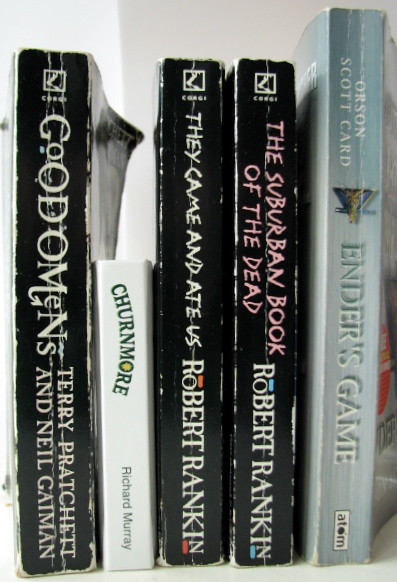 CORGI
GOOD OMENS
TERRY PRATCHETT
AND NEIL GAIMAN
CHURNMORE
Richard Murray
CORGI
THEY CAME AND ATE US
ROBERT RANKIN
CORGI
THE SUBURBAN BOOK
OF THE DEAD
ROBERT RANKIN
ORSON
SCOTT CARD
ENDER'S GAME
atom